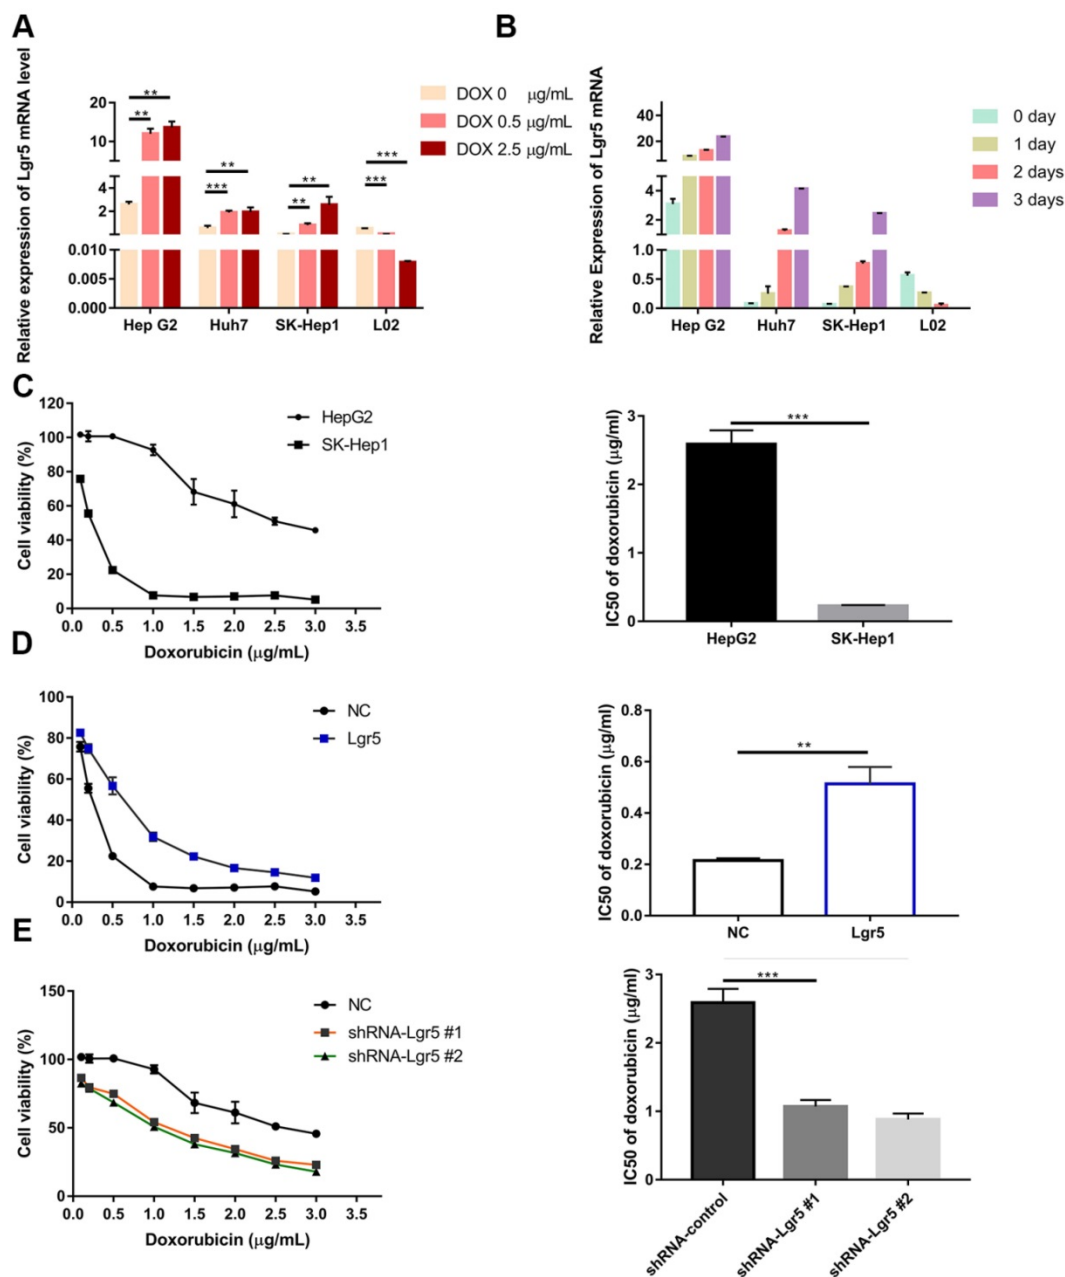 A
Relative expression of Lgr5 mRNA level
20
10
4
2
0.010
0.005
0.000
** 
**
**
***
**
**
***
***
Hep G2 Huh7 SK-Hep1 L02
DOX 0 μg/mL
DOX 0.5 μg/mL
DOX 2.5 μg/mL
B
Relative Expression of Lgr5 mRNA
40
20
4
2
1.0
0.5
0.0
Hep G2 Huh7 SK-Hep1 L02
0 day
1 day
2 days
3 days
C
Cell viability (%)
120
100
80
60
40
20
0
0.0 0.5 1.0 1.5 2.0 2.5 3.0 3.5
Doxorubicin (μg/mL)
HepG2
SK-Hep1
IC50 of doxorubicin (μg/ml)
3
2
1
0
***
HepG2 SK-Hep1
D
Cell viability (%)
100
80
60
40
20
0
0.0 0.5 1.0 1.5 2.0 2.5 3.0 3.5
Doxorubicin (μg/mL)
NC
Lgr5
IC50 of doxorubicin (μg/ml)
0.8
0.6
0.4
0.2
0.0
**
NC Lgr5
E
Cell viability (%)
150
100
50
0
0.0 0.5 1.0 1.5 2.0 2.5 3.0 3.5
Doxorubicin (μg/mL)
NC
shRNA-Lgr5 #1
shRNA-Lgr5 #2
IC50 of doxorubicin (μg/ml)
3
2
1
0
***
shRNA-control
shRNA-Lgr5 #1
shRNA-Lgr5 #2